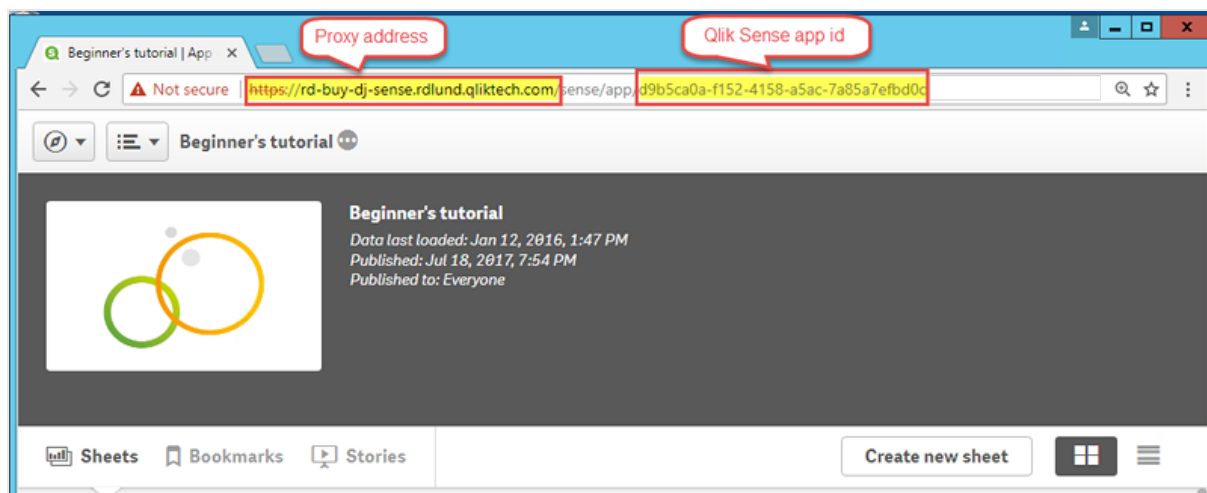 Proxy address
Qlik Sense app id
Beginner's tutorial | App
Not secure
https://rd-buy-dj-sense.rdlund.qliktech.com/sense/app/d9b5ca0a-f152-4158-a5ac-7a85a7efbd0c
Beginner's tutorial
Beginner's tutorial
Data last loaded: Jan 12, 2016, 1:47 PM
Published: Jul 18, 2017, 7:54 PM
Published to: Everyone
Sheets Bookmarks Stories Create new sheet